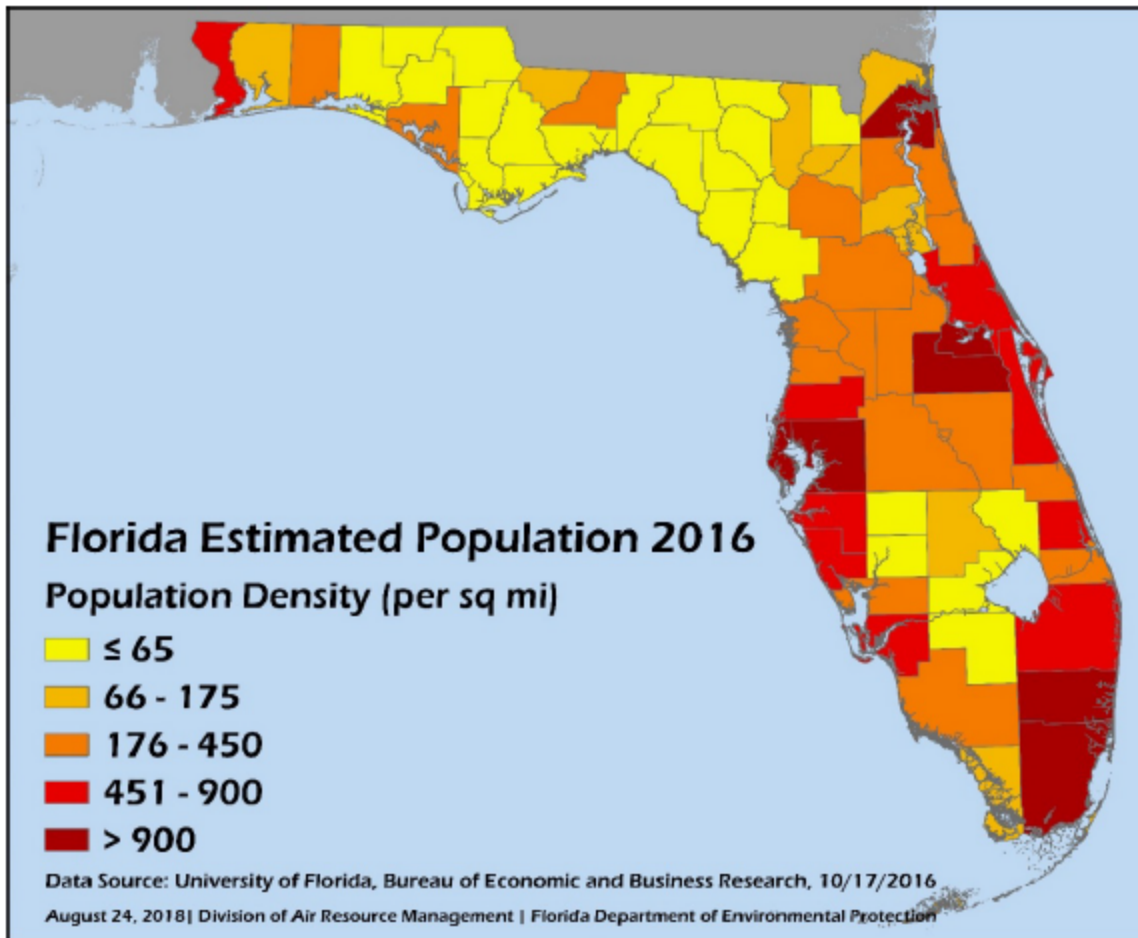 Florida Estimated Population 2016
Population Density (per sq mi)
≤ 65
66 - 175
176 - 450
451 - 900
> 900
Data Source: University of Florida, Bureau of Economic and Business Research, 10/17/2016
August 24, 2018| Division of Air Resource Management | Florida Department of Environmental Protection